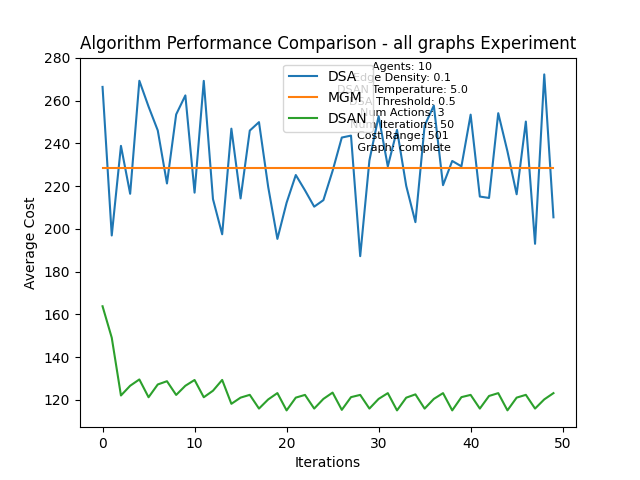 Algorithm Performance Comparison - all graphs Experiment
280
260
240
220
200
180
160
140
120
Average Cost
DSA
MGM
DSAN
Agents: 10
Edge Density: 0.1
DSAN Temperature: 5.0
DSA Threshold: 0.5
Num Actions: 3
Num Iterations: 50
Cost Range: 501
Graph: complete
0
10
20
30
40
50
Iterations